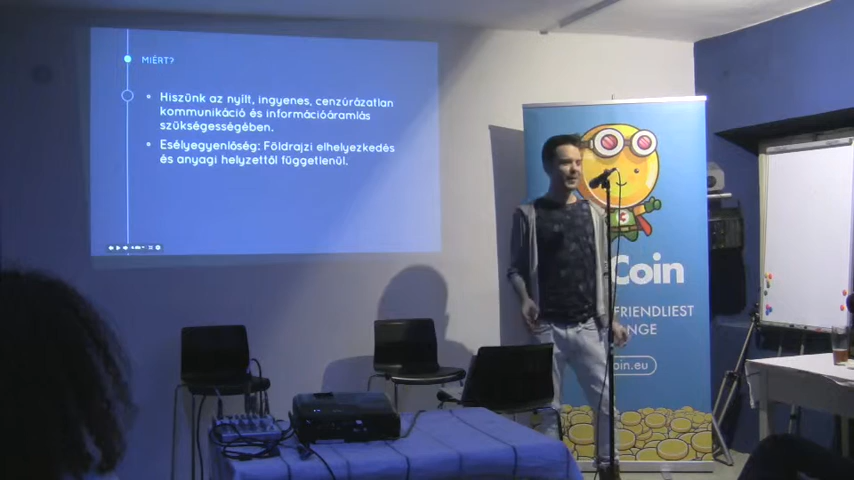 MIÉRT?
Hiszünk az nyílt, ingyenes, cenzúrázatlan
kommunikáció és információáramlás
szükségességében.
Esélyegyenlőség: Földrajzi elhelyezkedés
és anyagi helyzettől függetlenül.
Coin
FRIENDLIEST
NGE
oin.eu